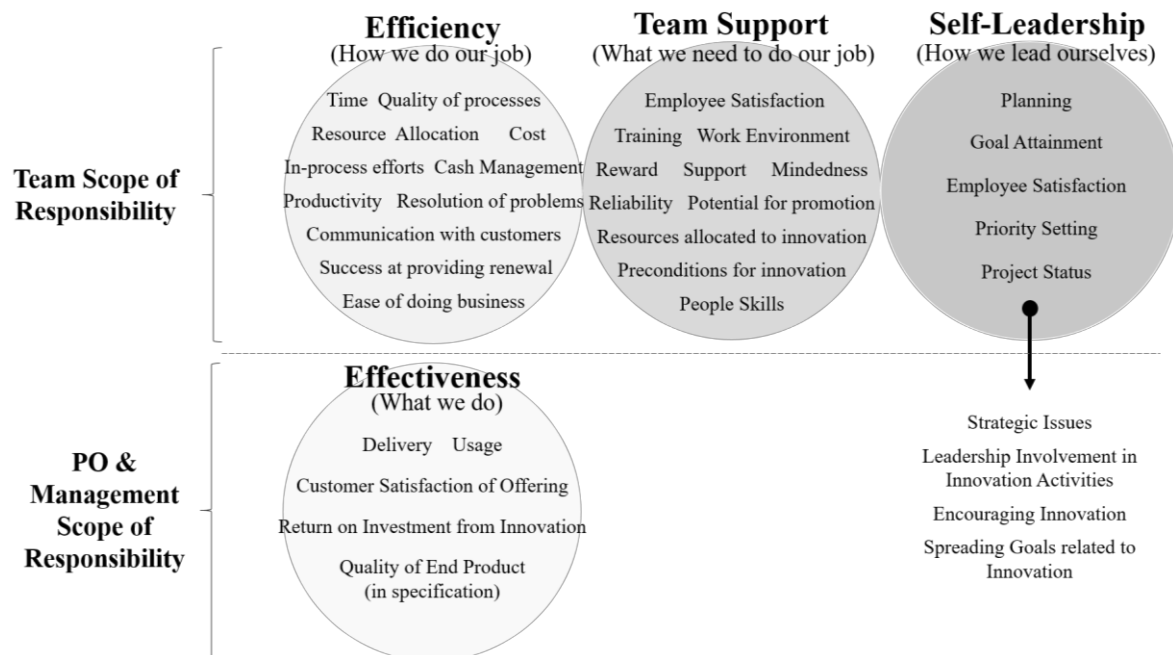 Efficiency
(How we do our job)
Time Quality of processes
Resource Allocation Cost
In-process efforts Cash Management
Productivity Resolution of problems
Communication with customers
Success at providing renewal
Ease of doing business
Team Support
(What we need to do our job)
Employee Satisfaction
Training Work Environment
Reward Support Mindedness
Reliability Potential for promotion
Resources allocated to innovation
Preconditions for innovation
People Skills
Self-Leadership
(How we lead ourselves)
Planning
Goal Attainment
Employee Satisfaction
Priority Setting
Project Status
Team Scope of
Responsibility
Effectiveness
(What we do)
Delivery Usage
Customer Satisfaction of Offering
Return on Investment from Innovation
Quality of End Product
(in specification)
Strategic Issues
Leadership Involvement in
Innovation Activities
Encouraging Innovation
Spreading Goals related to
Innovation
PO &
Management
Scope of
Responsibility